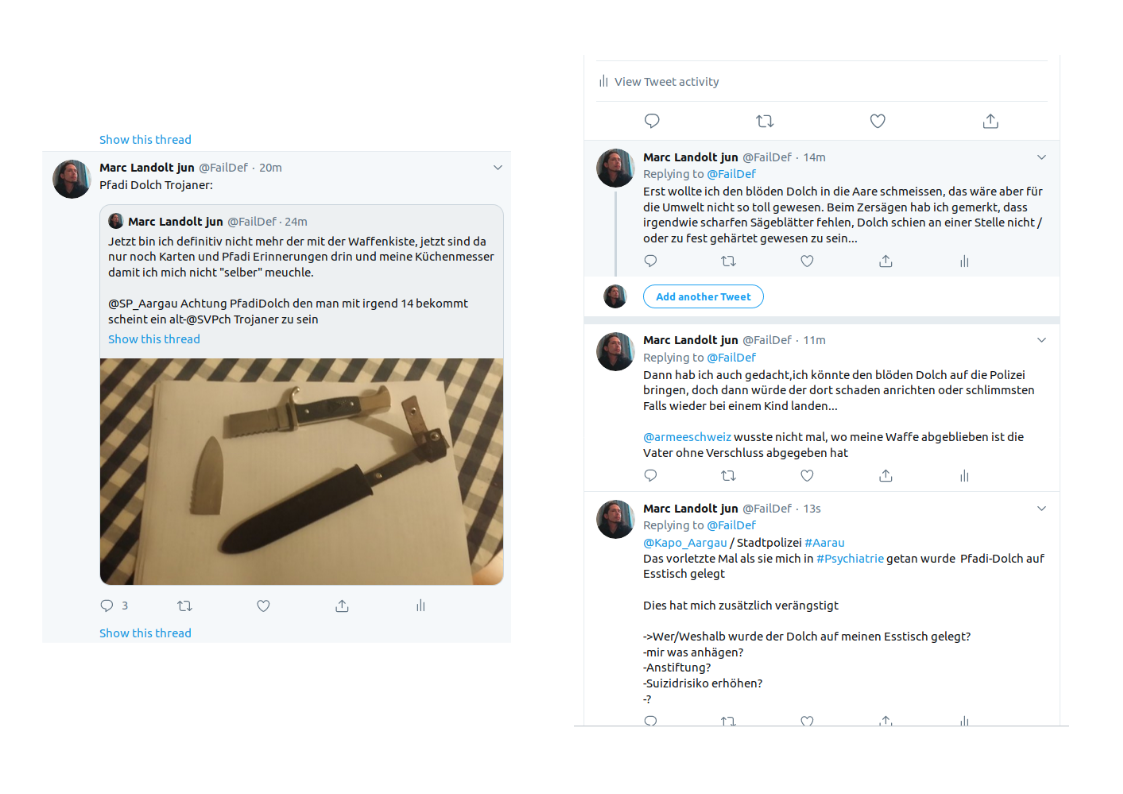 Show this thread
Marc Landolt jun @FailDef · 20m
Pfadi Dolch Trojaner:
Marc Landolt jun @FailDef · 24m
Jetzt bin ich definitiv nicht mehr der mit der Waffenkiste, jetzt sind da
nur noch Karten und Pfadi Erinnerungen drin und meine Küchenmesser
damit ich mich nicht "selber" meuchle.
@SP_Aargau Achtung PfadiDolch den man mit irgend 14 bekommt
scheint ein alt-@SVPch Trojaner zu sein
Show this thread
3
Show this thread
View Tweet activity
Marc Landolt jun @FailDef · 14m
Replying to @FailDef
Erst wollte ich den blöden Dolch in die Aare schmeissen, das wäre aber für
die Umwelt nicht so toll gewesen. Beim Zersägen hab ich gemerkt, dass
irgendwie scharfen Sägeblätter fehlen, Dolch schien an einer Stelle nicht /
oder zu fest gehärtet gewesen zu sein...
Add another Tweet
Marc Landolt jun @FailDef · 11m
Replying to @FailDef
Dann hab ich auch gedacht,ich könnte den blöden Dolch auf die Polizei
bringen, doch dann würde der dort schaden anrichten oder schlimmsten
Falls wieder bei einem Kind landen...
@armeeschweiz wusste nicht mal, wo meine Waffe abgeblieben ist die
Vater ohne Verschluss abgegeben hat
Marc Landolt jun @FailDef · 13s
Replying to @FailDef
@Kapo_Aargau / Stadtpolizei #Aarau
Das vorletzte Mal als sie mich in #Psychiatrie getan wurde Pfadi-Dolch auf
Esstisch gelegt
Dies hat mich zusätzlich verängstigt
->Wer/Weshalb wurde der Dolch auf meinen Esstisch gelegt?
-mir was anhägen?
-Anstiftung?
-Suizidrisiko erhöhen?
-?